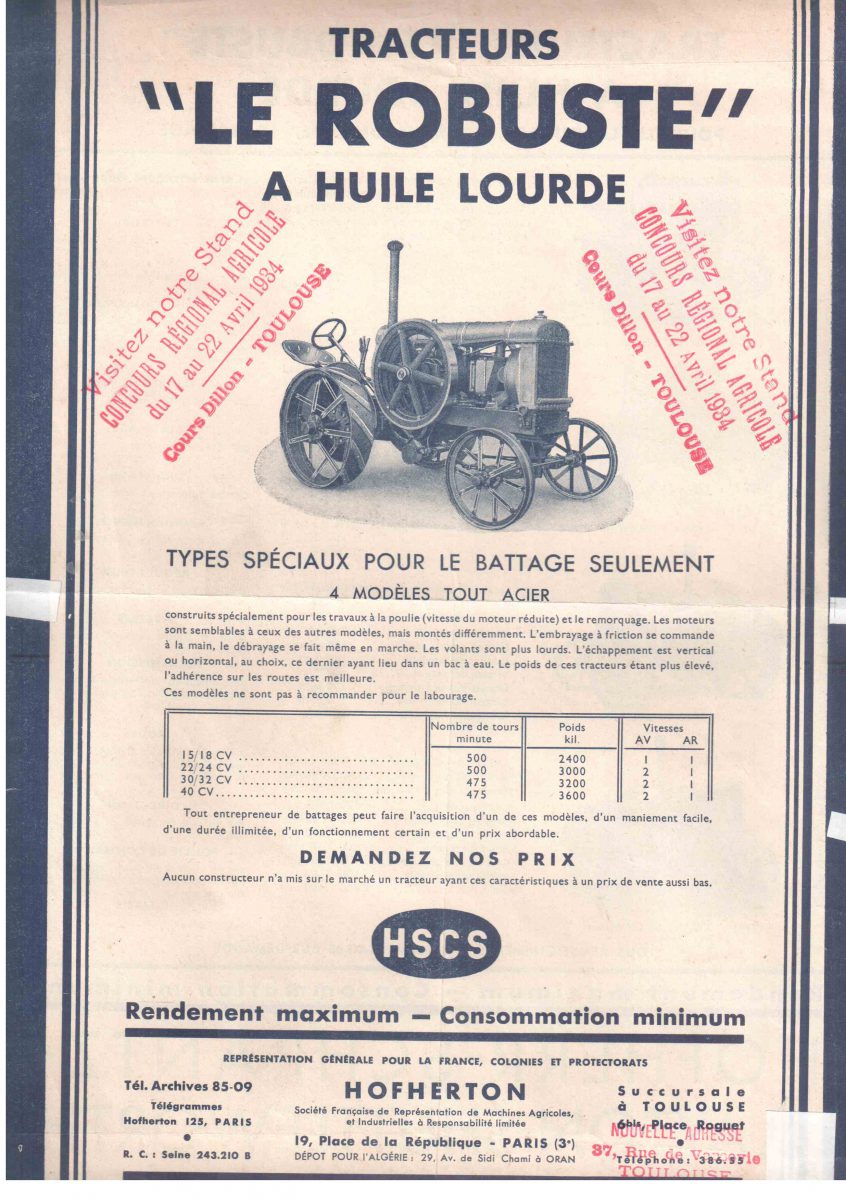 TRACTEURS
"LE ROBUSTE"
A HUILE LOURDE
Visitez notre Stand
CONCOURS RÉGIONAL AGRICOLE
du 17 au 22 Avril 1934
Cours Dillon - TOULOUSE
Visitez notre Stand
CONCOURS RÉGIONAL AGRICOLE
du 17 au 22 Avril 1934
Cours Dillon - TOULOUSE
TYPES SPÉCIAUX POUR LE BATTAGE SEULEMENT
4 MODÈLES TOUT ACIER
construits spécialement pour les travaux à la poulie (vitesse du moteur réduite) et le remorquage. Les moteurs
sont semblables à ceux des autres modèles, mais montés différemment. L'embrayage à friction se commande
à la main, le débrayage se fait même en marche. Les volants sont plus lourds. L'échappement est vertical
ou horizontal, au choix, ce dernier ayant lieu dans un bac à eau. Le poids de ces tracteurs étant plus élevé,
l'adhérence sur les routes est meilleure.
Ces modèles ne sont pas à recommander pour le labourage.
Nombre de tours minute Poids kil. Vitesses AV AR
15/18 CV 500 2400 1 1
22/24 CV 500 3000 2 1
30/32 CV 475 3200 2 1
40 CV 475 3600 2 1
Tout entrepreneur de battages peut faire l'acquisition d'un de ces modèles, d'un maniement facile,
d'une durée illimitée, d'un fonctionnement certain et d'un prix abordable.
DEMANDEZ NOS PRIX
Aucun constructeur n'a mis sur le marché un tracteur ayant ces caractéristiques à un prix de vente aussi bas.
HSCS
Rendement maximum — Consommation minimum
REPRÉSENTATION GÉNÉRALE POUR LA FRANCE, COLONIES ET PROTECTORATS
Tél. Archives 85-09
Télégrammes
Hofherton 125, PARIS
R. C. : Seine 243.210 B
HOFHERTON
Société Française de Représentation de Machines Agricoles,
et Industrielles à Responsabilité limitée
19, Place de la République - PARIS (3e)
DÉPOT POUR L'ALGÉRIE : 29, Av. de Sidi Chami à ORAN
Succursale
à TOULOUSE
6bis, Place Roguet
NOUVELLE ADRESSE
37, Rue de
Téléphone : 386.95
TOULOUSE